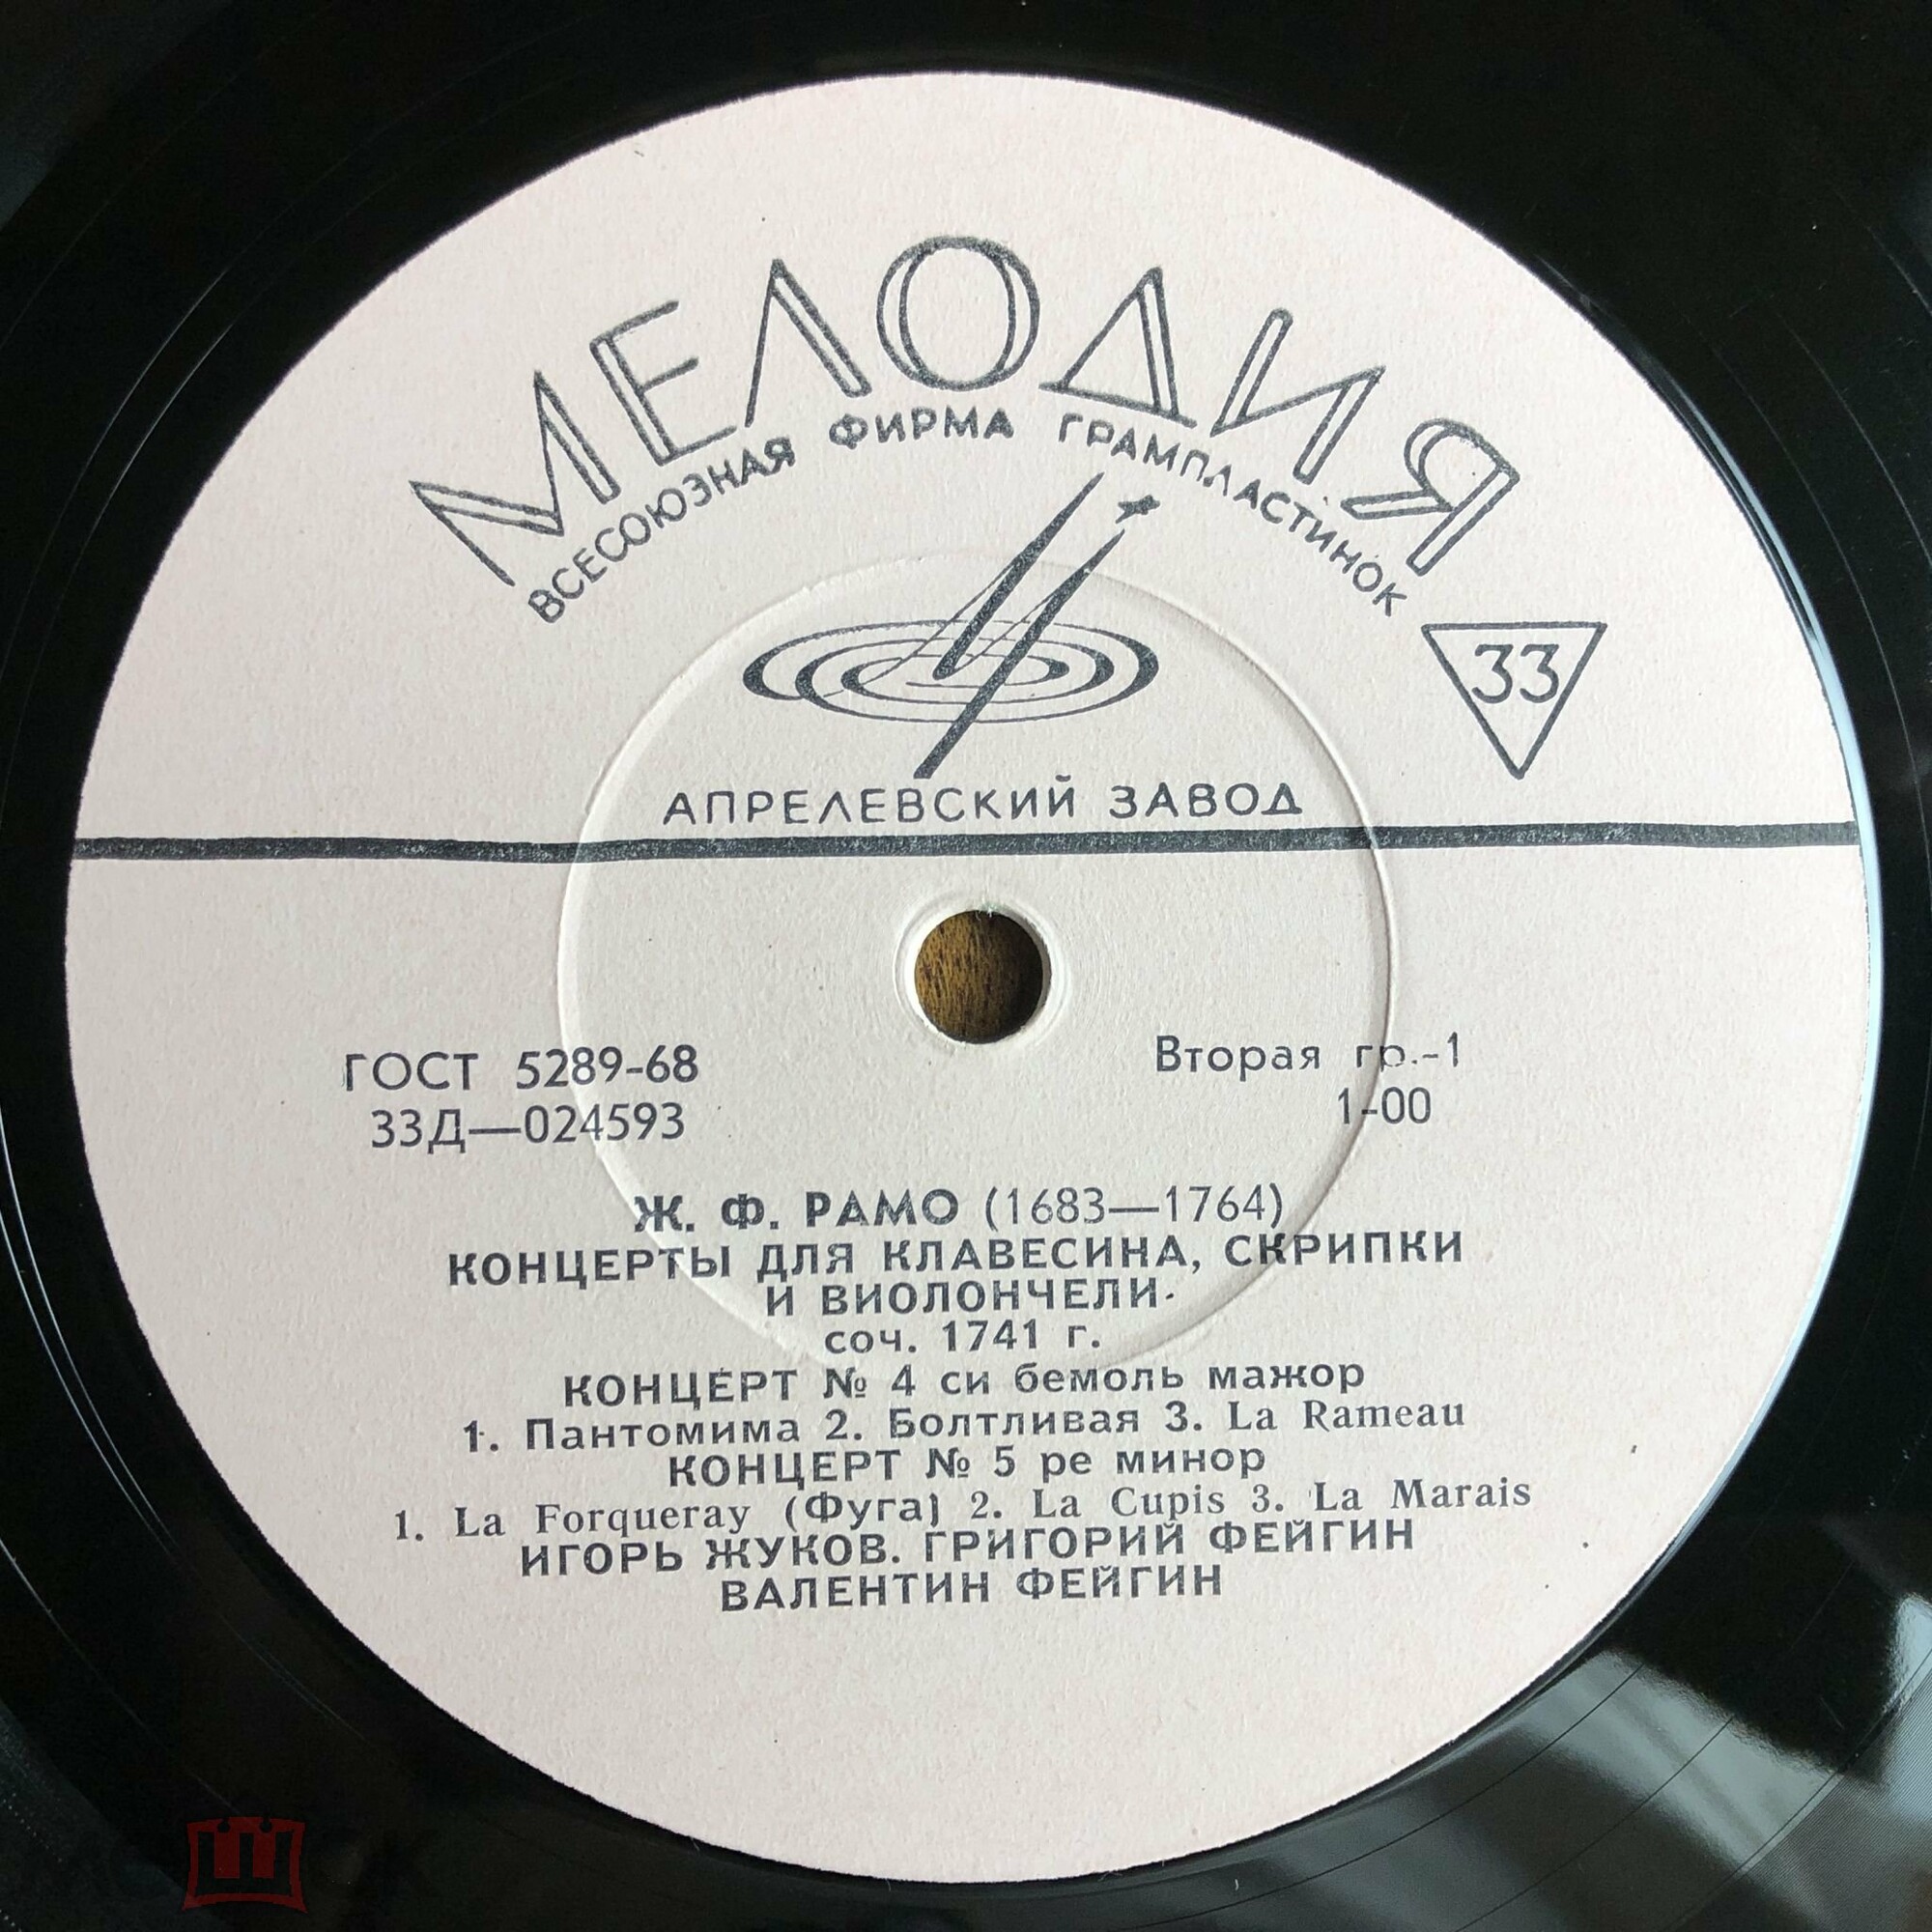 МЕЛОДИЯ
ВСЕСОЮЗНАЯ ФИРМА ГРАМПЛАСТИНОК
33
АПРЕЛЕВСКИЙ ЗАВОД
ГОСТ 5289-68
Вторая гр.-1
33Д—024593
1-00
Ж. Ф. РАМО (1683—1764)
КОНЦЕРТЫ ДЛЯ КЛАВЕСИНА, СКРИПКИ
И ВИОЛОНЧЕЛИ.
соч. 1741 г.
КОНЦЕРТ № 4 си бемоль мажор
1. Пантомима 2. Болтливая 3. La Rameau
КОНЦЕРТ № 5 ре минор
1. La Forqueray (Фуга) 2. La Cupis 3. La Marais
ИГОРЬ ЖУКОВ. ГРИГОРИЙ ФЕЙГИН
ВАЛЕНТИН ФЕЙГИН